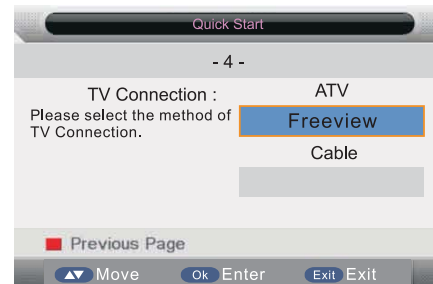 Quick Start
- 4 -
TV Connection :
Please select the method of
TV Connection.
ATV
Freeview
Cable
Previous Page
Move Ok Enter Exit Exit